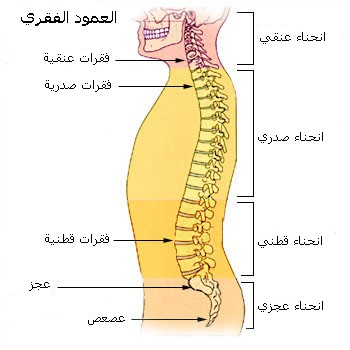 العمود الفقري
انحناء عنقي
فقرات عنقية
فقرات صدرية
انحناء صدري
فقرات قطنية
انحناء قطني
عجز
انحناء عجزي
عصعص